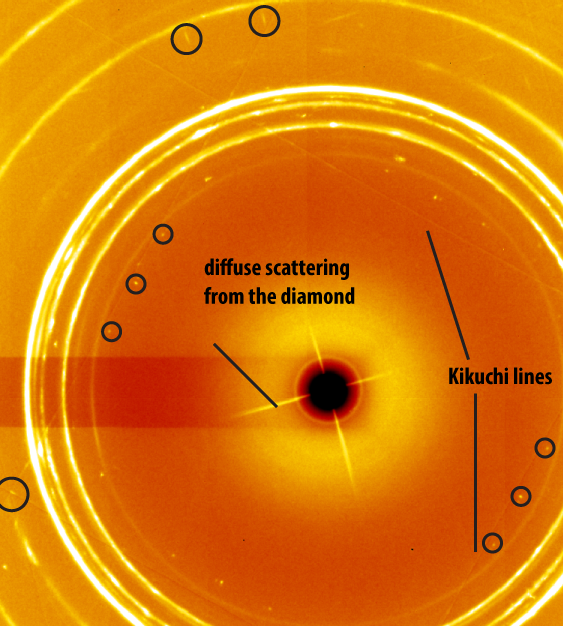 diffuse scattering
from the diamond
Kikuchi lines